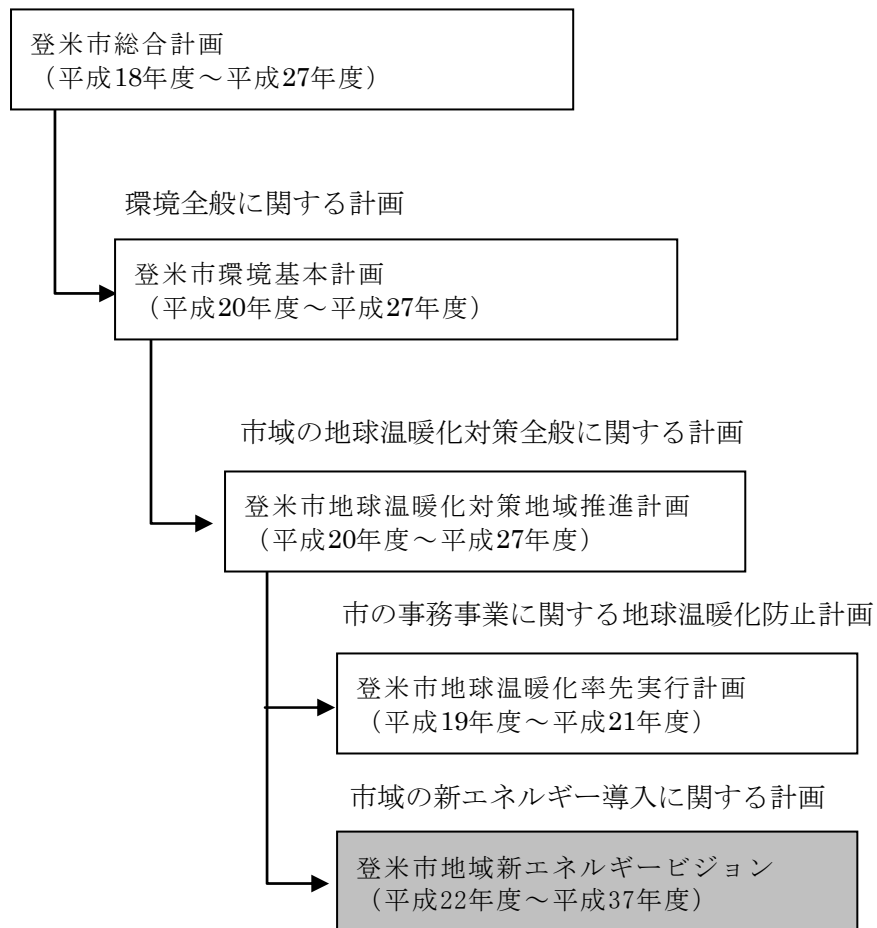 登米市総合計画
（平成18年度～平成27年度）
環境全般に関する計画
登米市環境基本計画
（平成20年度～平成27年度）
市域の地球温暖化対策全般に関する計画
登米市地球温暖化対策地域推進計画
（平成20年度～平成27年度）
市の事務事業に関する地球温暖化防止計画
登米市地球温暖化率先実行計画
（平成19年度～平成21年度）
市域の新エネルギー導入に関する計画
登米市地域新エネルギービジョン
（平成22年度～平成37年度）